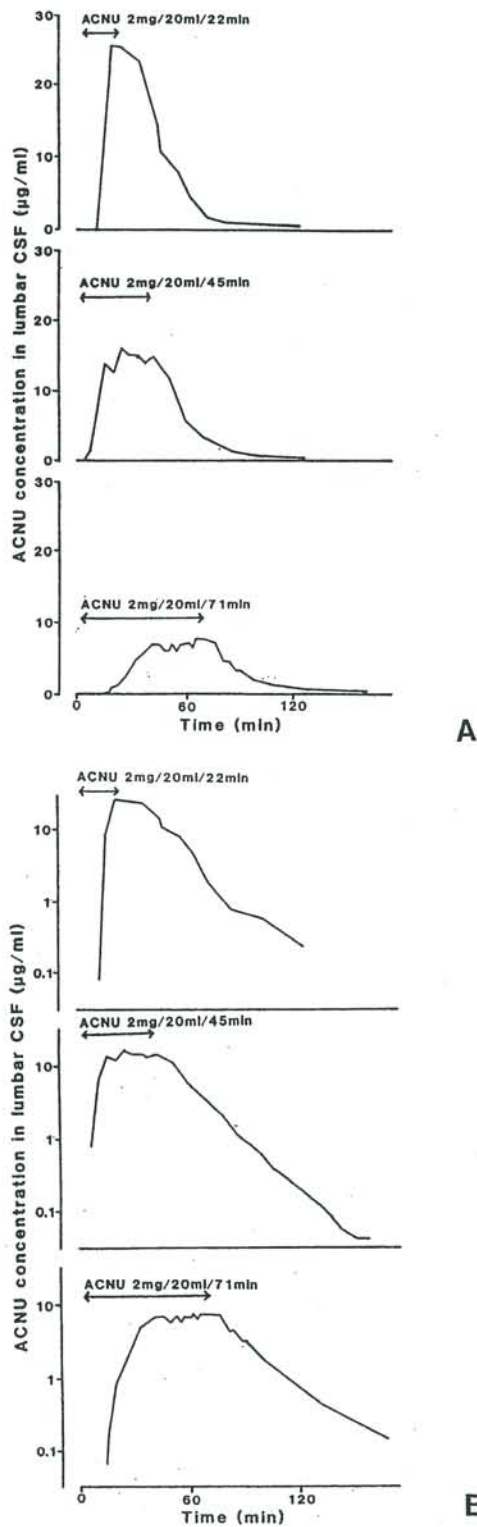 ACNU 2mg/20ml/22min
30
20
10
0
ACNU concentration in lumbar CSF (µg/ml)
ACNU 2mg/20ml/45min
30
20
10
0
30
20
ACNU 2mg/20ml/71min
10
0
0 60 120
Time (min)
A
ACNU 2mg/20ml/22min
10
1
0.1
ACNU concentration in lumbar CSF (µg/ml)
ACNU 2mg/20ml/45min
10
1
0.1
ACNU 2mg/20ml/71min
10
1
0.1
0 60 120
Time (min)
B